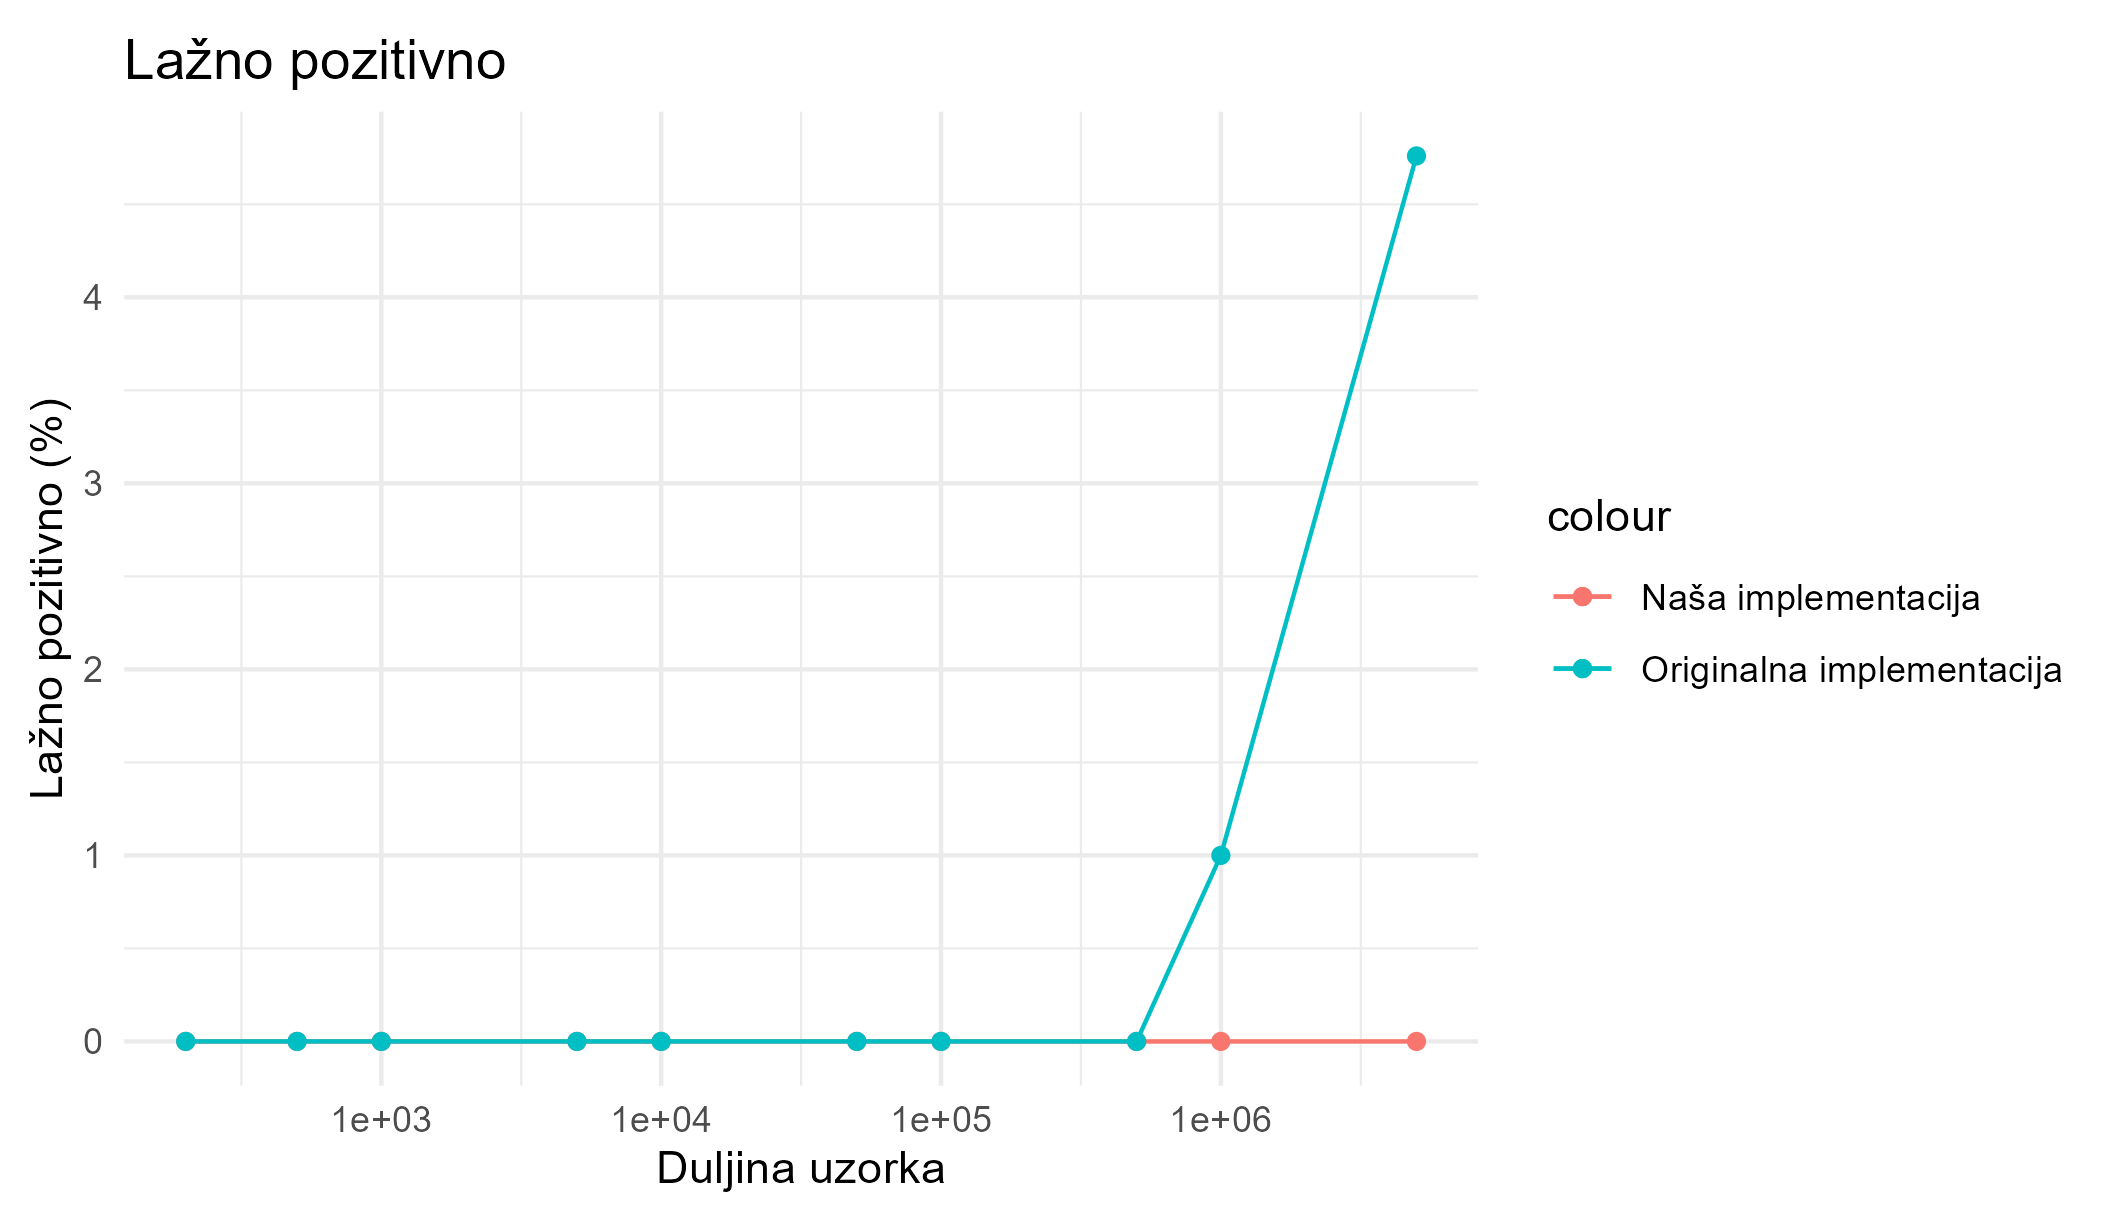 Lažno pozitivno
Lažno pozitivno (%)
4
3
2
1
0
1e+03
1e+04
1e+05
1e+06
Duljina uzorka
colour
Naša implementacija
Originalna implementacija